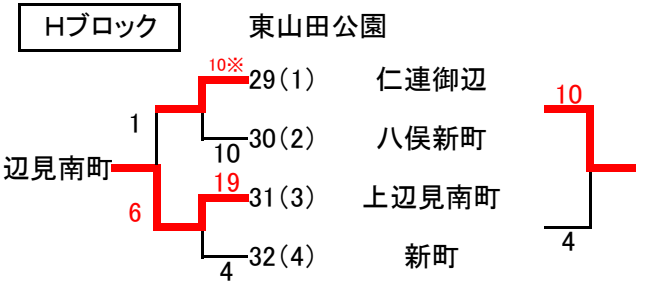 Hブロック 東山田公園
10※
29(1) 仁連御辺 10
1
30(2) 八俣新町
10
辺見南町
19
31(3) 上辺見南町
6
4
32(4) 新町
4